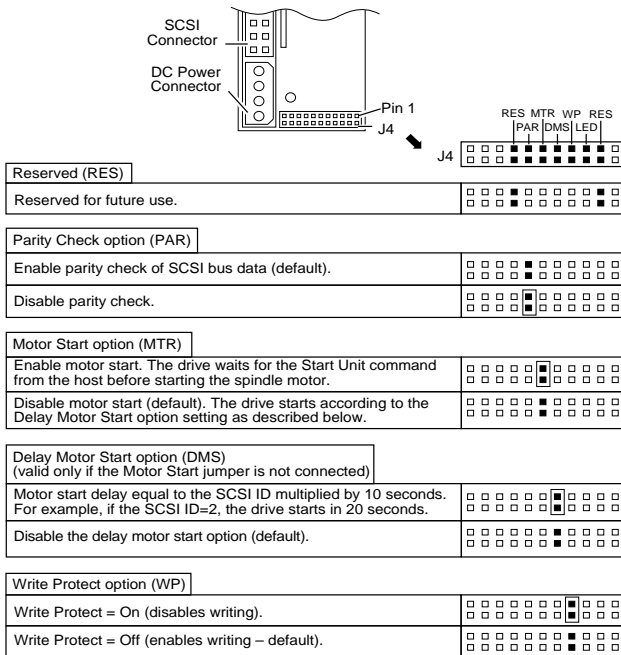 SCSI
Connector
DC Power
Connector
Pin 1
J4
RES MTR WP RES
PAR DMS LED
J4
Reserved (RES)
Reserved for future use.
Parity Check option (PAR)
Enable parity check of SCSI bus data (default).
Disable parity check.
Motor Start option (MTR)
Enable motor start. The drive waits for the Start Unit command
from the host before starting the spindle motor.
Disable motor start (default). The drive starts according to the
Delay Motor Start option setting as described below.
Delay Motor Start option (DMS)
(valid only if the Motor Start jumper is not connected)
Motor start delay equal to the SCSI ID multiplied by 10 seconds.
For example, if the SCSI ID=2, the drive starts in 20 seconds.
Disable the delay motor start option (default).
Write Protect option (WP)
Write Protect = On (disables writing).
Write Protect = Off (enables writing – default).